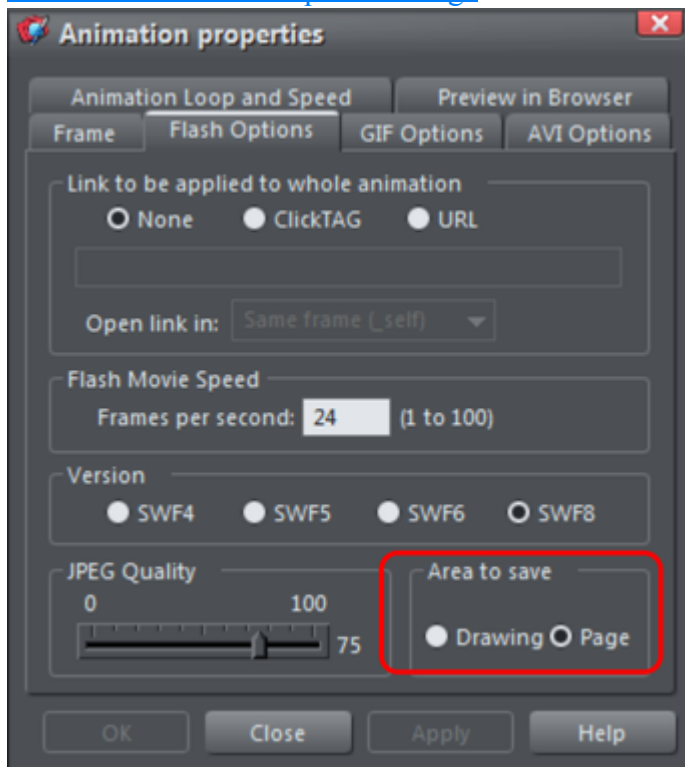 Animation properties
Animation Loop and Speed Preview in Browser
Frame Flash Options GIF Options AVI Options
Link to be applied to whole animation
None ClickTAG URL
Open link in: Same frame (_self)
Flash Movie Speed
Frames per second: 24 (1 to 100)
Version
SWF4 SWF5 SWF6 SWF8
JPEG Quality Area to save
0 100
75 Drawing Page
OK Close Apply Help